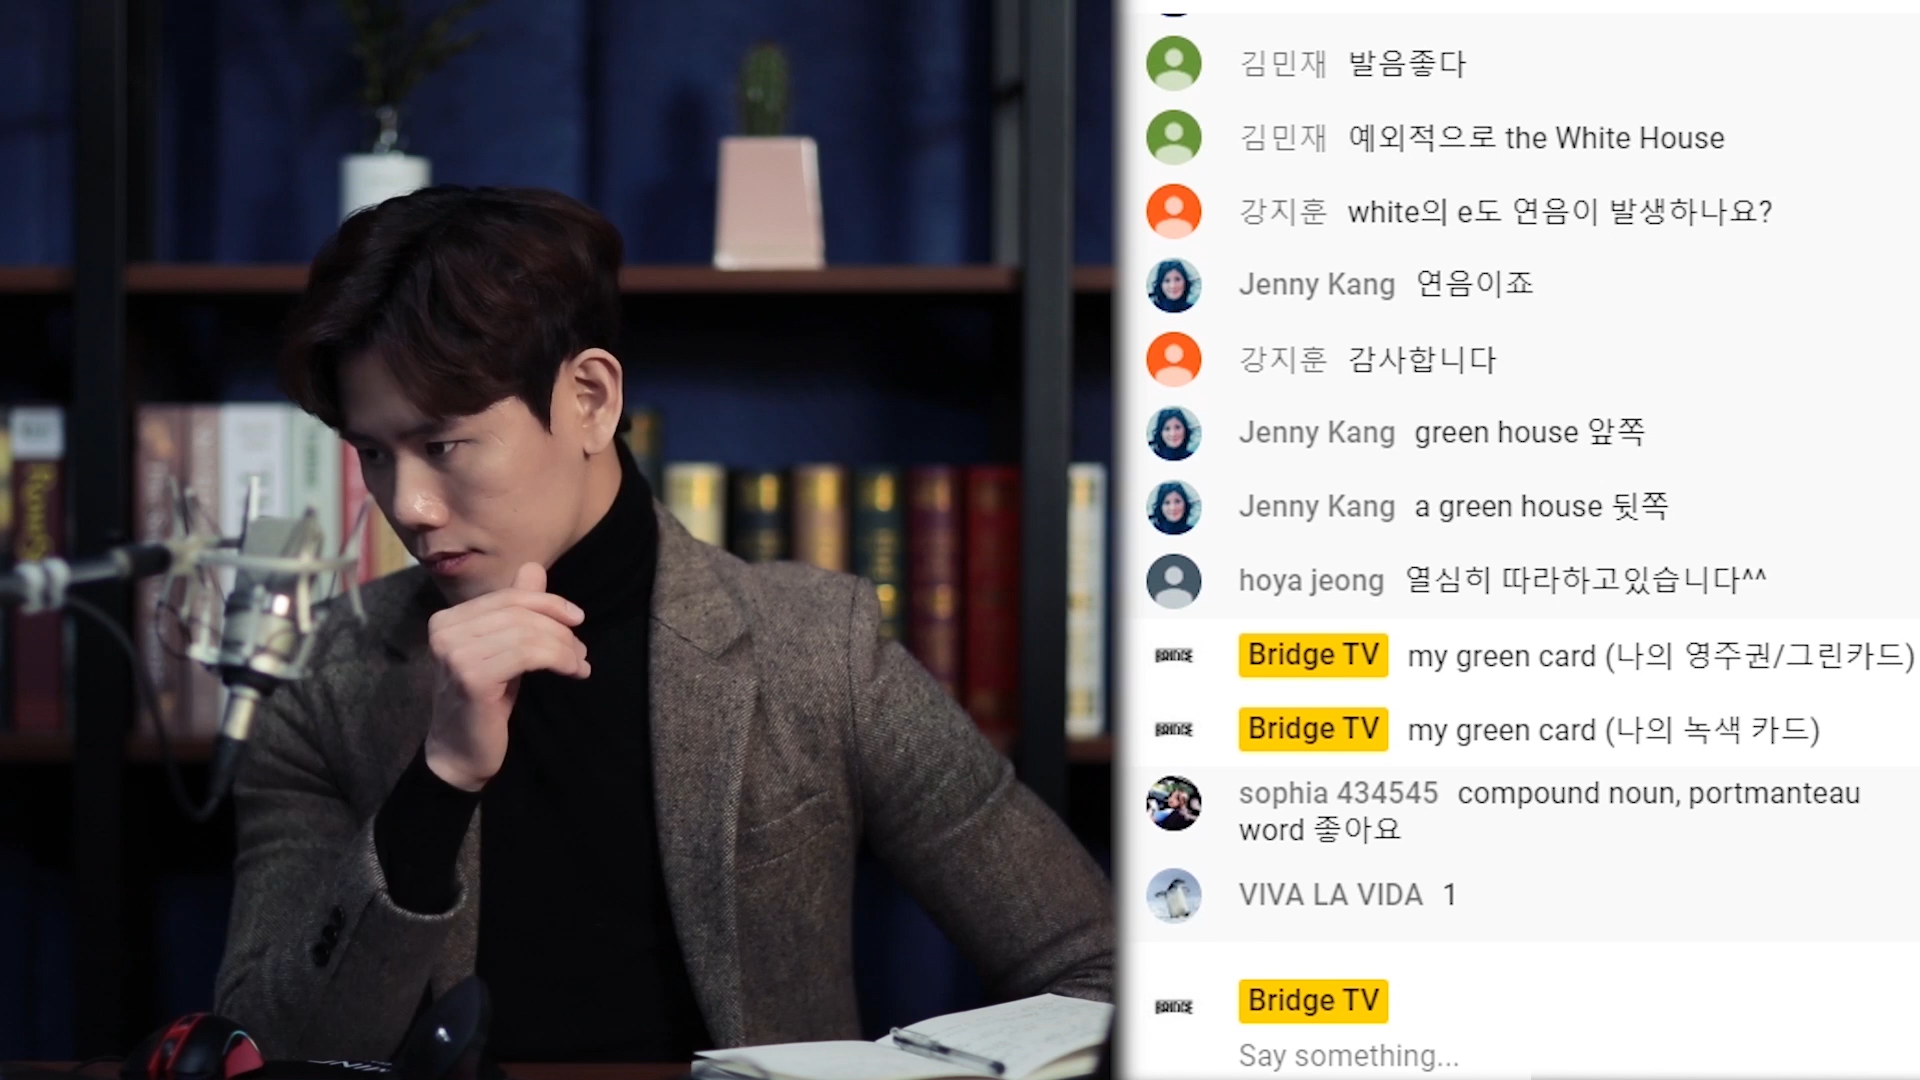 김민재 발음좋다
김민재 예외적으로 the White House
강지훈 white의 e도 연음이 발생하나요?
Jenny Kang 연음이죠
강지훈 감사합니다
Jenny Kang green house 앞쪽
Jenny Kang a green house 뒷쪽
hoya jeong 열심히 따라하고있습니다^^
BRIDGE Bridge TV my green card (나의 영주권/그린카드)
BRIDGE Bridge TV my green card (나의 녹색 카드)
sophia 434545 compound noun, portmanteau
word 좋아요
VIVA LA VIDA 1
BRIDGE Bridge TV
Say something...